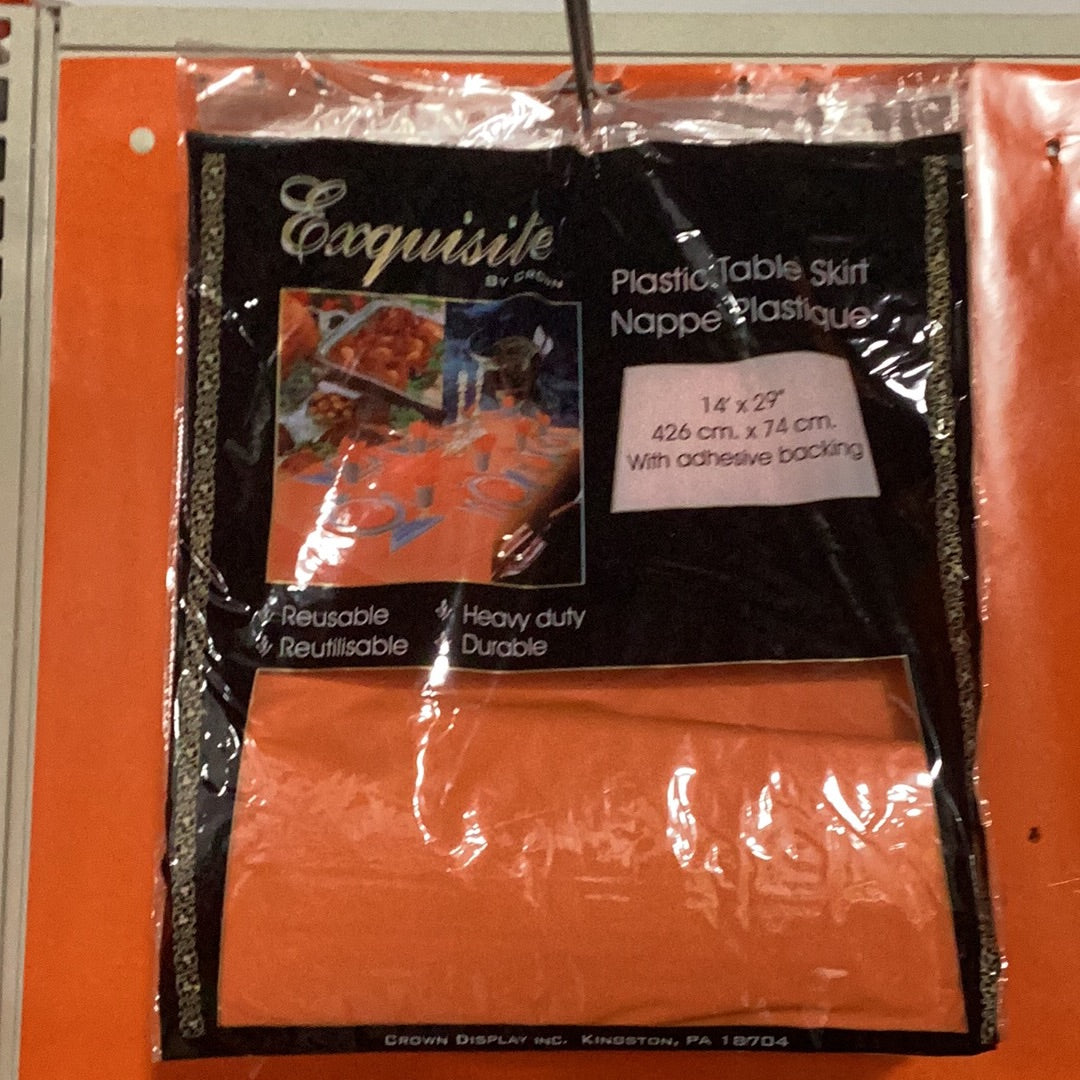 Exquisite
BY CROWN
Plastic Table Skirt
Nappe Plastique
14' x 29"
426 cm. x 74 cm.
With adhesive backing
Reusable
Heavy duty
Reutilisable
Durable
CROWN DISPLAY INC. KINGSTON, PA 18704